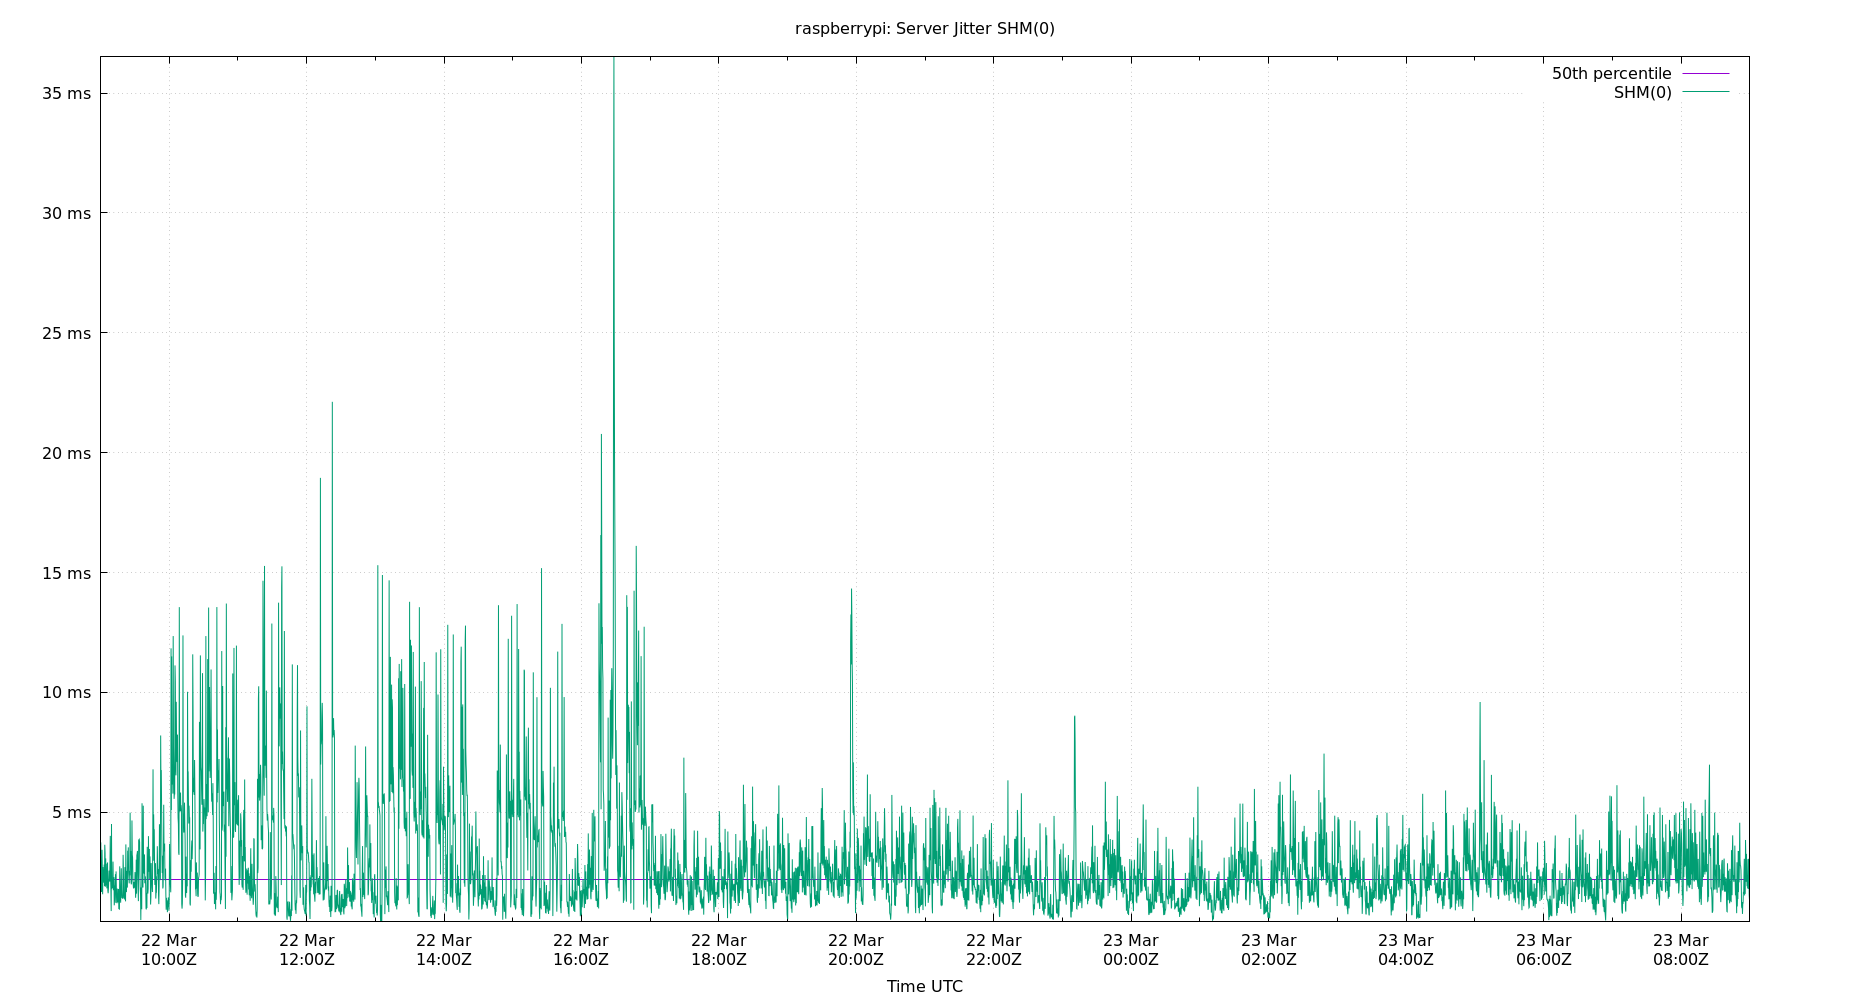 raspberrypi: Server Jitter SHM(0)
50th percentile
SHM(0)
35 ms
30 ms
25 ms
20 ms
15 ms
10 ms
5 ms
22 Mar 22 Mar 22 Mar 22 Mar 22 Mar 22 Mar 22 Mar 23 Mar 23 Mar 23 Mar 23 Mar 23 Mar
10:00Z 12:00Z 14:00Z 16:00Z 18:00Z 20:00Z 22:00Z 00:00Z 02:00Z 04:00Z 06:00Z 08:00Z
Time UTC